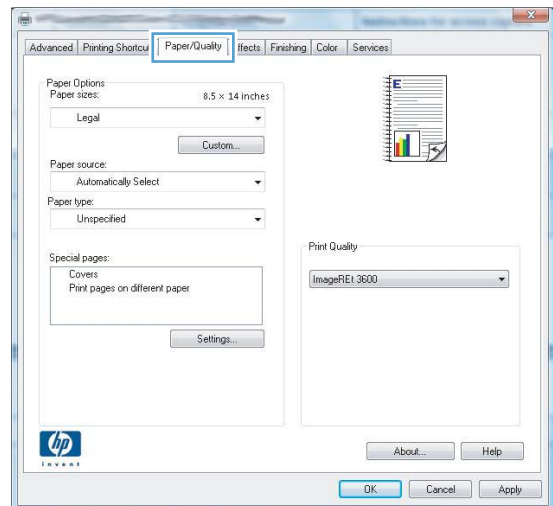 Advanced Printing Shortcu Paper/Quality ffects Finishing Color Services
Paper Options
Paper sizes: 8.5 × 14 inches
Legal
Custom...
Paper source:
Automatically Select
Paper type:
Unspecified
Special pages:
Covers
Print pages on different paper
Settings...
E
Print Quality
ImageREt 3600
hp
invent
About... Help
OK Cancel Apply